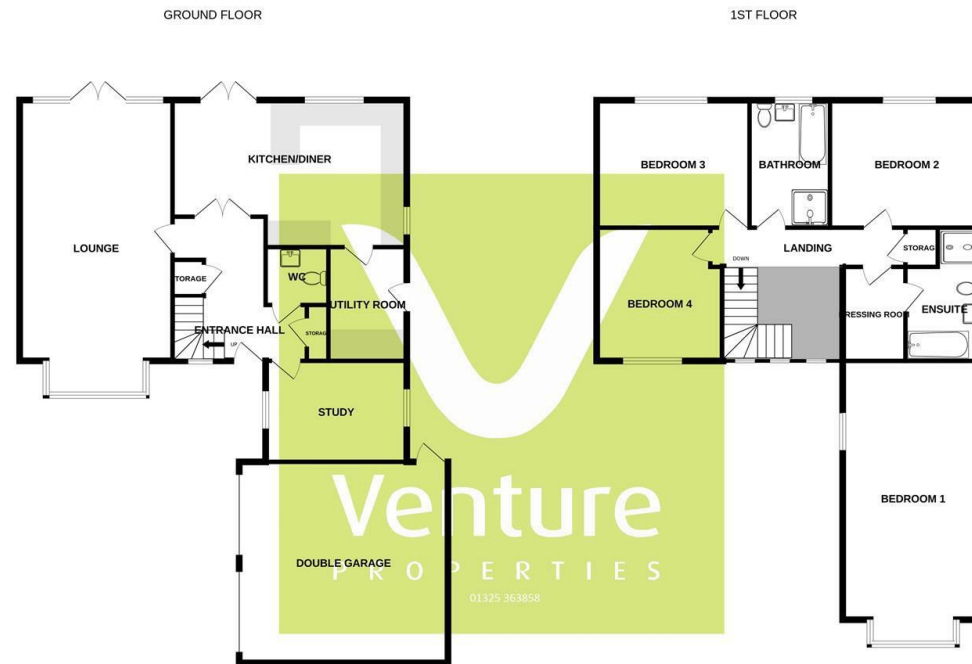 GROUND FLOOR
1ST FLOOR
KITCHEN/DINER
LOUNGE
TORAGE
WC
UTILITY ROOM
STORAGE
ENTRANCE HALL
UP
STUDY
DOUBLE GARAGE
BEDROOM 3
BATHROOM
BEDROOM 2
LANDING
STORAG
DOWN
BEDROOM 4
RESSING ROOM
ENSUITE
BEDROOM 1
Venture
PROPERTIES
01325 363858